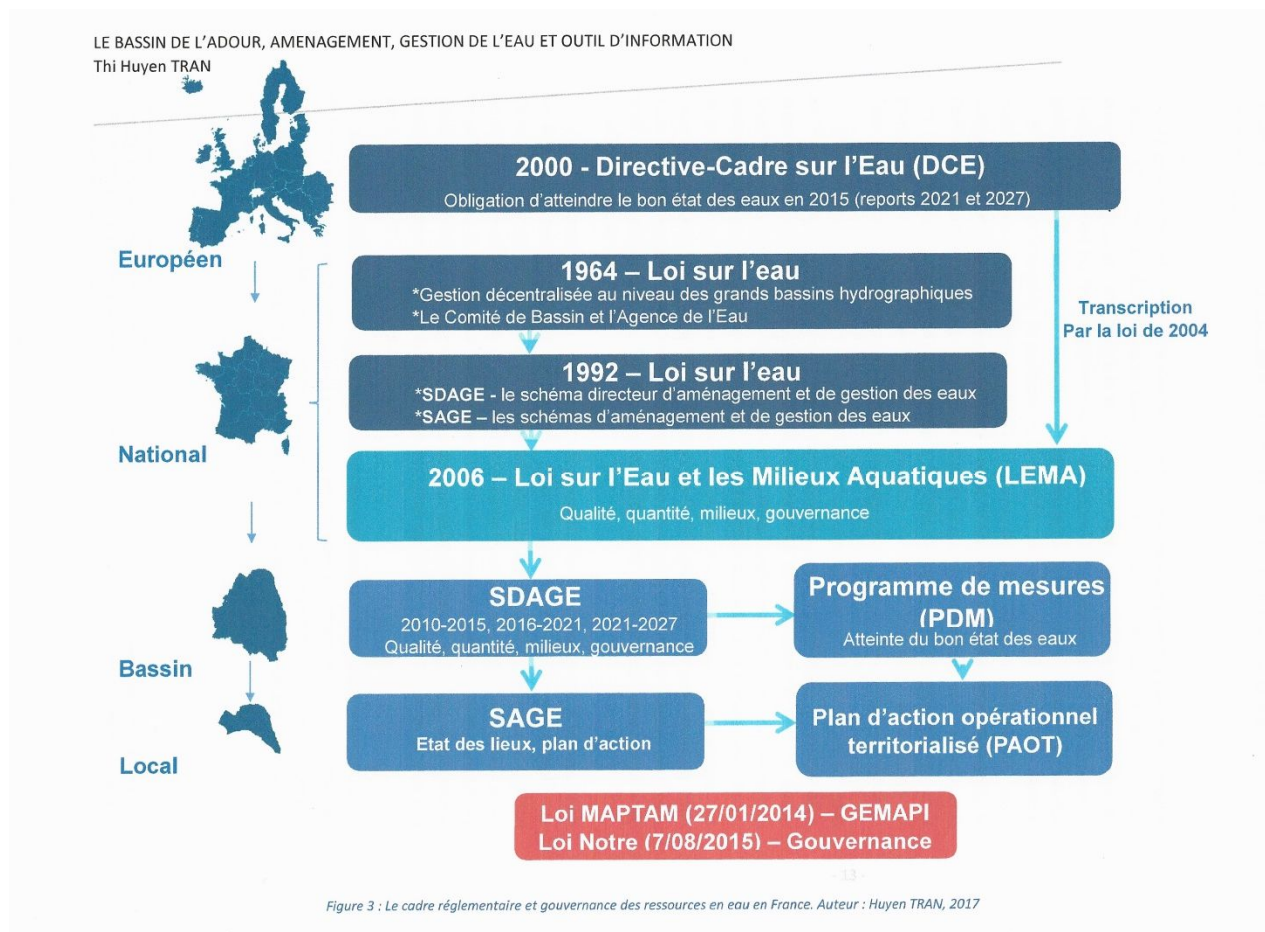 LE BASSIN DE L'ADOUR, AMENAGEMENT, GESTION DE L'EAU ET OUTIL D'INFORMATION
Thi Huyen TRAN
2000 - Directive-Cadre sur l'Eau (DCE)
Obligation d'atteindre le bon état des eaux en 2015 (reports 2021 et 2027)
Européen
1964 – Loi sur l'eau
*Gestion décentralisée au niveau des grands bassins hydrographiques
*Le Comité de Bassin et l'Agence de l'Eau
Transcription
Par la loi de 2004
1992 – Loi sur l'eau
*SDAGE - le schéma directeur d'aménagement et de gestion des eaux
*SAGE – les schémas d'aménagement et de gestion des eaux
National
2006 – Loi sur l'Eau et les Milieux Aquatiques (LEMA)
Qualité, quantité, milieu, gouvernance
SDAGE
2010-2015, 2016-2021, 2021-2027
Qualité, quantité, milieu, gouvernance
Programme de mesures
(PDM)
Atteinte du bon état des eaux
Bassin
SAGE
Etat des lieux, plan d'action
Plan d'action opérationnel
territorialisé (PAOT)
Local
Loi MAPTAM (27/01/2014) – GEMAPI
Loi Notre (7/08/2015) – Gouvernance
- 13 -
Figure 3 : Le cadre réglementaire et gouvernance des ressources en eau en France. Auteur : Huyen TRAN, 2017